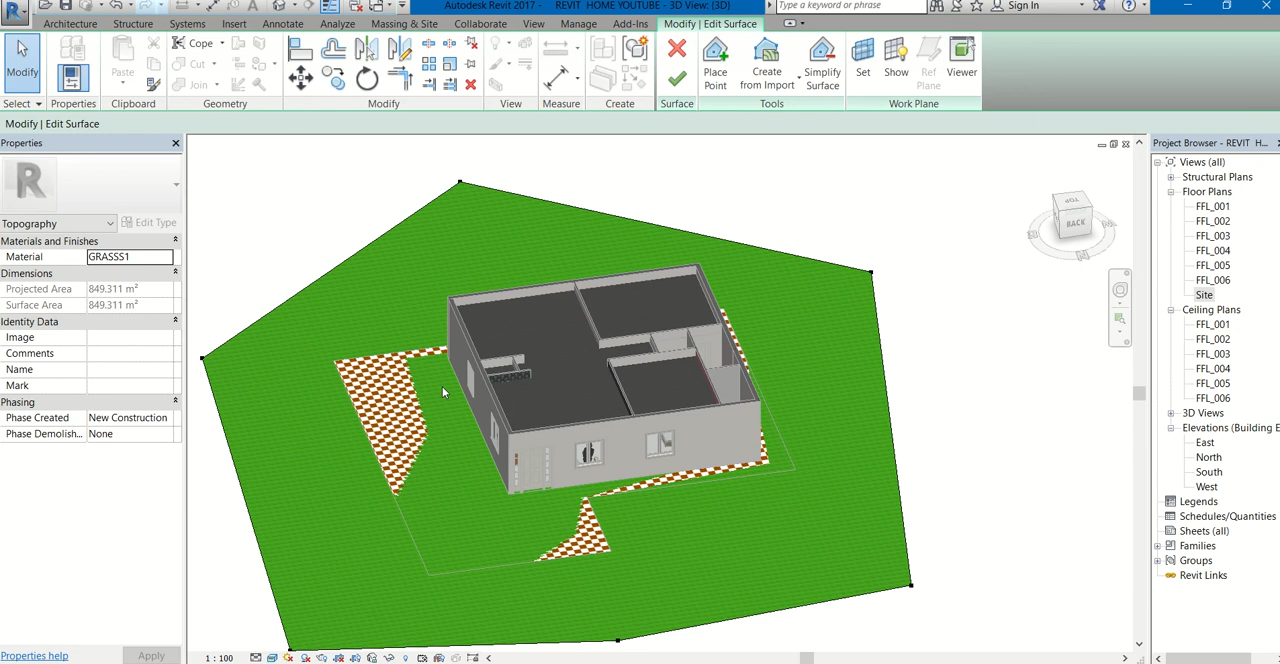 Autodesk Revit 2017 - REVIT HOME YOUTUBE - 3D View: {3D}
Type a keyword or phrase
Sign In
Architecture Structure Systems Insert Annotate Analyze Massing & Site Collaborate View Manage Add-Ins Modify | Edit Surface
Modify
Paste
Cope
Cut
Join
Place Point
Create from Import
Simplify Surface
Set
Show
Ref Plane
Viewer
Select Properties Clipboard Geometry Modify View Measure Create Surface Tools Work Plane
Modify | Edit Surface
Properties
R
Topography
Edit Type
Materials and Finishes
Material GRASSS1
Dimensions
Projected Area 849.311 m²
Surface Area 849.311 m²
Identity Data
Image
Comments
Name
Mark
Phasing
Phase Created New Construction
Phase Demolish... None
Properties help
Apply
TOP
BACK
1 : 100
Project Browser - REVIT H...
Views (all)
Structural Plans
Floor Plans
FFL_001
FFL_002
FFL_003
FFL_004
FFL_005
FFL_006
Site
Ceiling Plans
FFL_001
FFL_002
FFL_003
FFL_004
FFL_005
FFL_006
3D Views
Elevations (Building E
East
North
South
West
Legends
Schedules/Quantities
Sheets (all)
Families
Groups
Revit Links